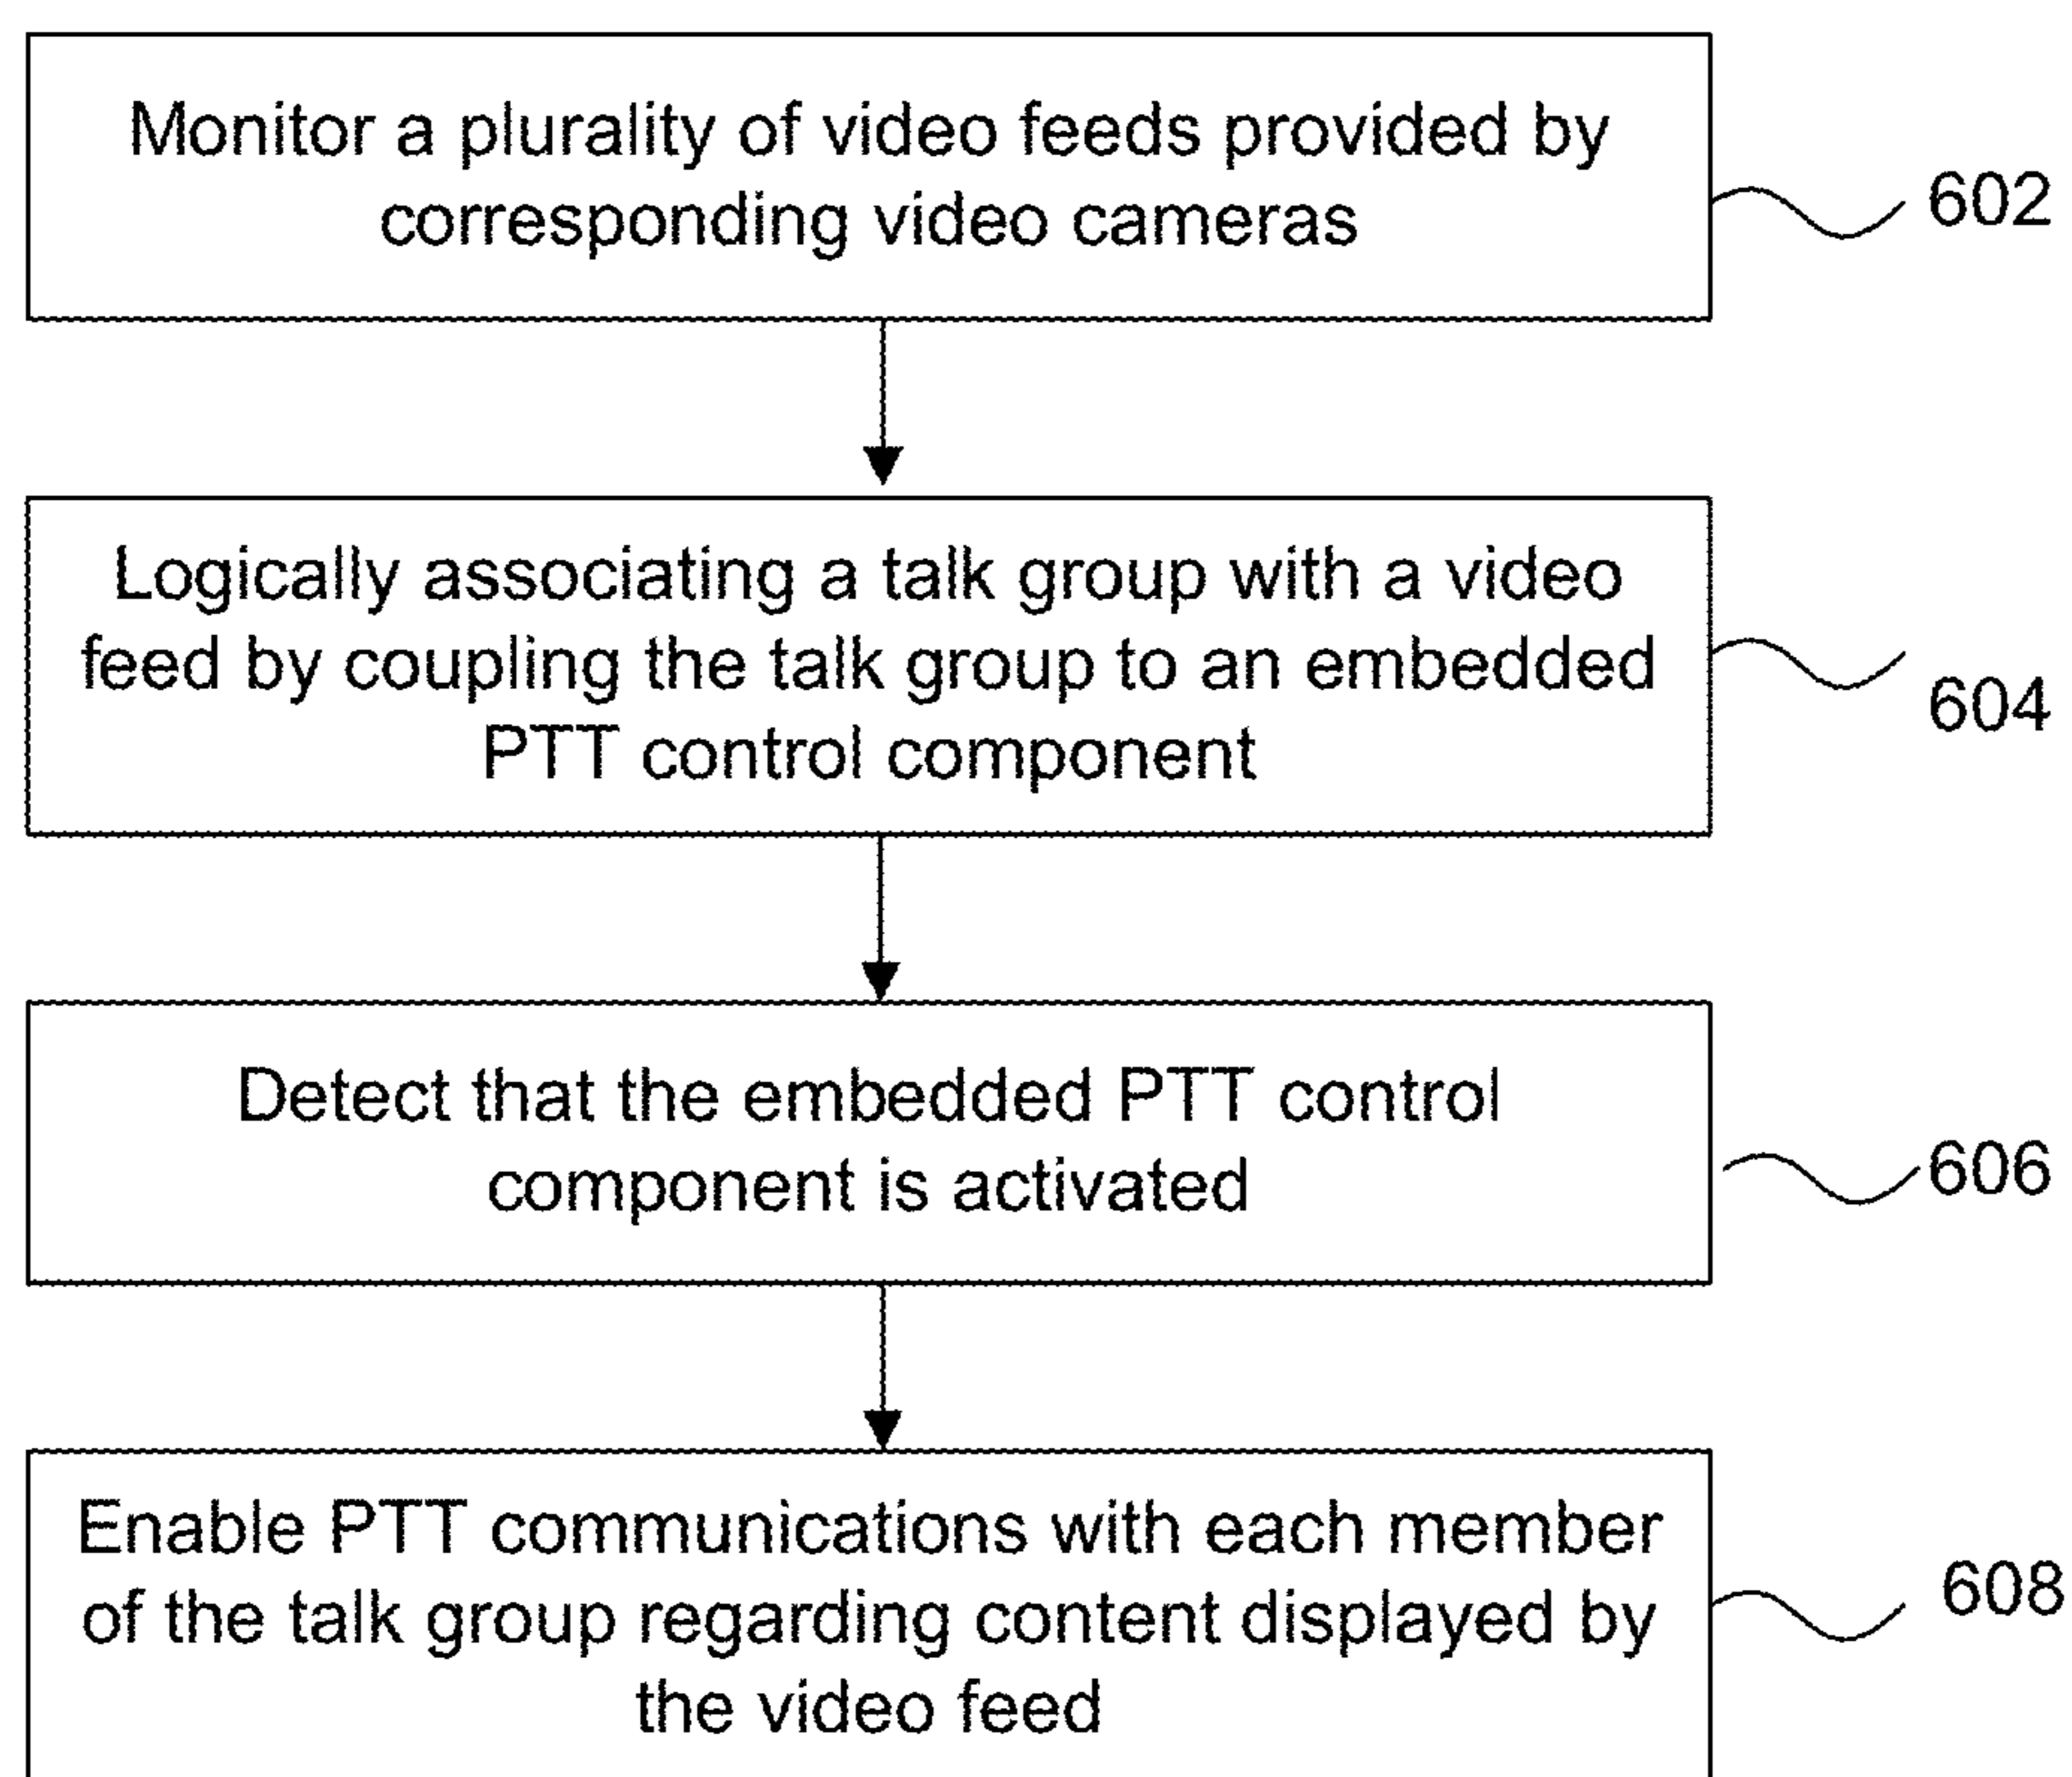 Monitor a plurality of video feeds provided by
corresponding video cameras
602
Logically associating a talk group with a video
feed by coupling the talk group to an embedded
PTT control component
604
Detect that the embedded PTT control
component is activated
606
Enable PTT communications with each member
of the talk group regarding content displayed by
the video feed
608